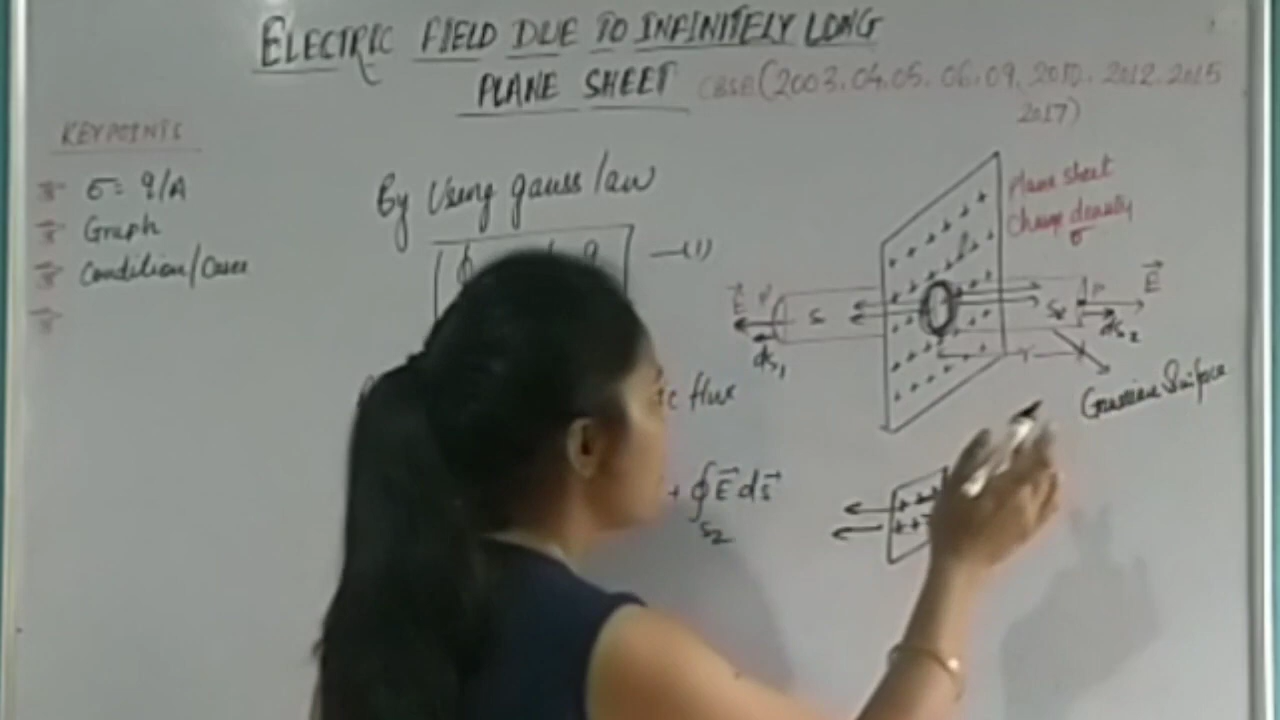 ELECTRIC FIELD DUE TO INFINITELY LONG
PLANE SHEET CBSE (2003.04.05.06.09.2010.2012.2015
2017)
KEYPOINTS
σ = q/A
Graph
Condition/Cases
By Using gauss law
—(1)
Plane sheet
Charge density
σ
E⃗ P' S
ds₁
P E⃗
ds₂
r
Gaussian Surface
flux
+ ∮ E⃗ ds⃗
S₂